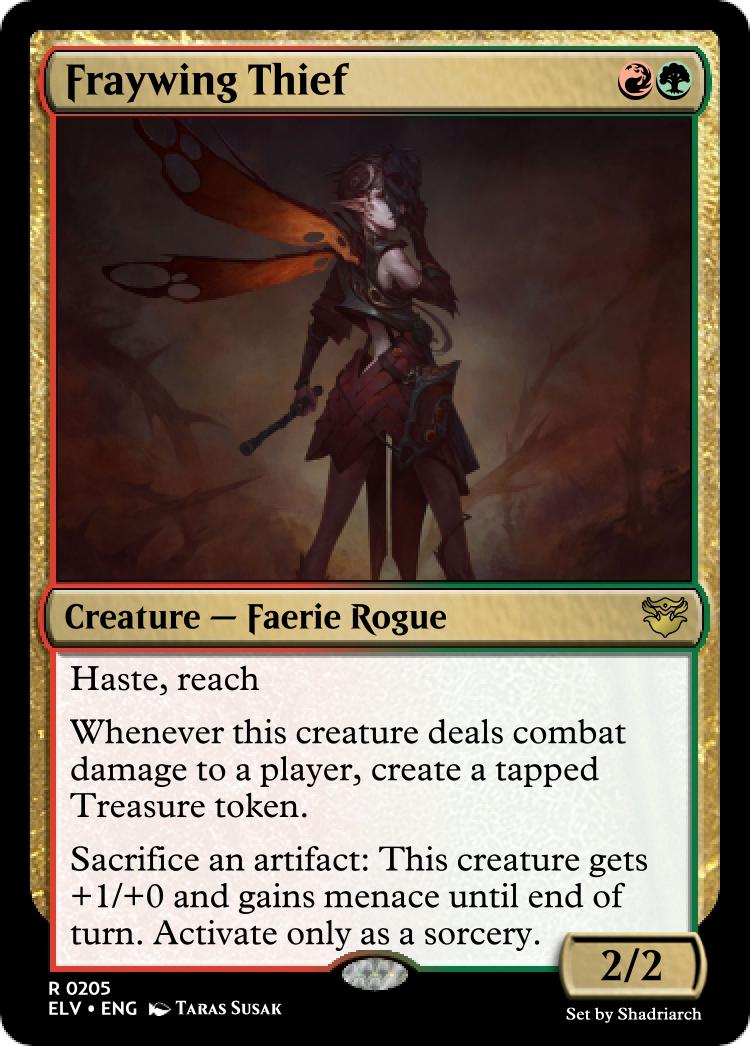 Fraywing Thief
Creature — Faerie Rogue
Haste, reach
Whenever this creature deals combat
damage to a player, create a tapped
Treasure token.
Sacrifice an artifact: This creature gets
+1/+0 and gains menace until end of
turn. Activate only as a sorcery.
2/2
R 0205
ELV • ENG Taras Susak
Set by Shadriarch